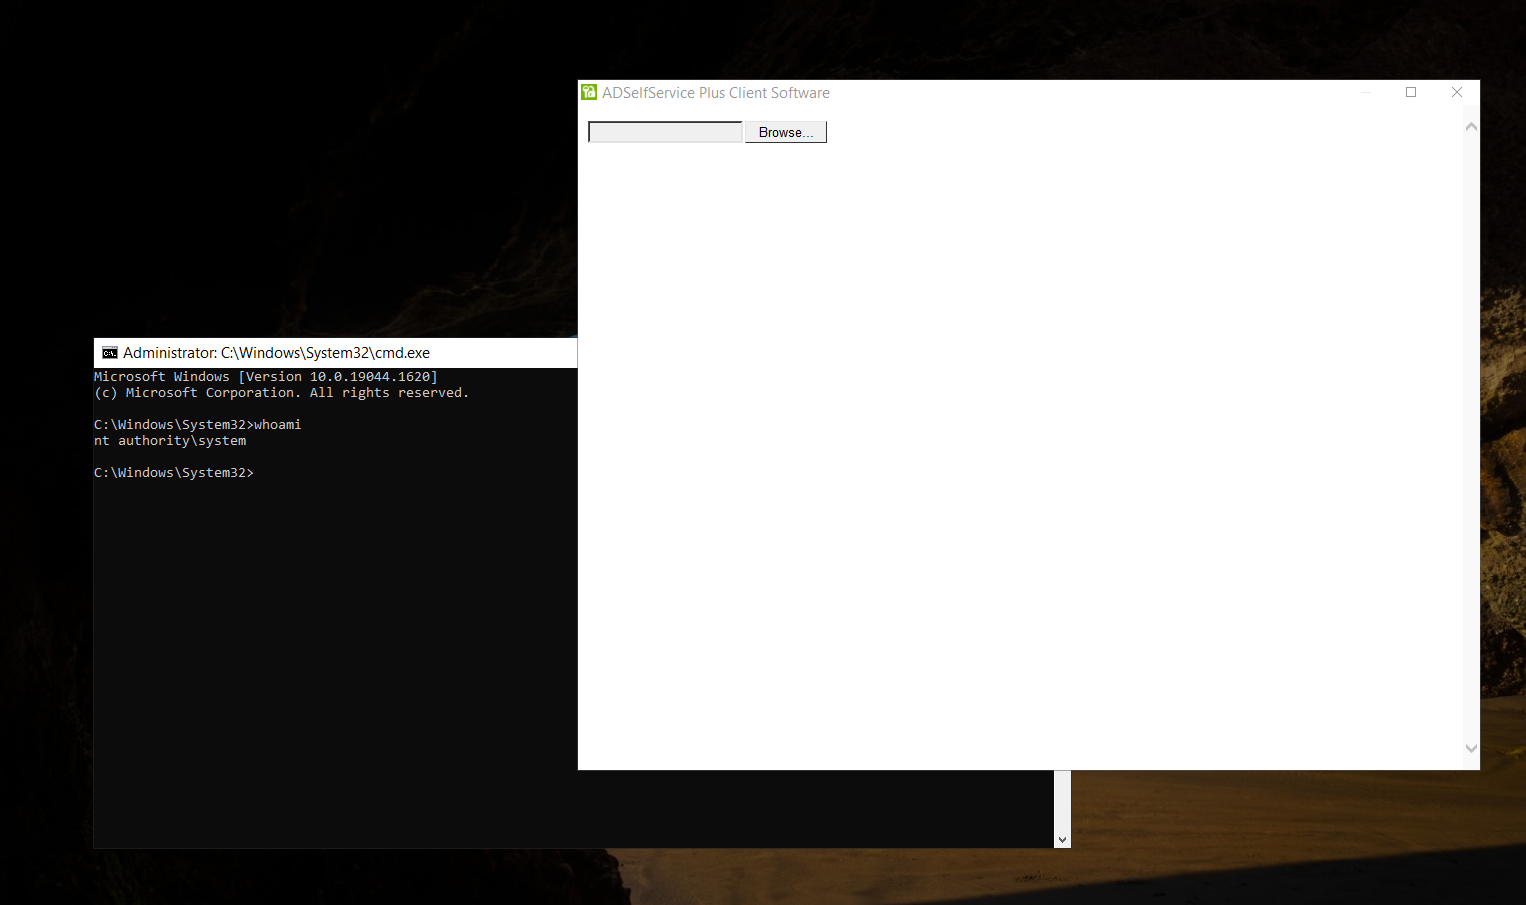 ADSelfService Plus Client Software
Browse...
Administrator: C:\Windows\System32\cmd.exe
Microsoft Windows [Version 10.0.19044.1620]
(c) Microsoft Corporation. All rights reserved.
C:\Windows\System32>whoami
nt authority\system
C:\Windows\System32>